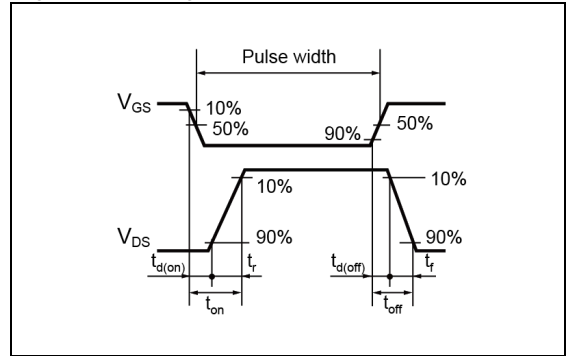 Pulse width
VGS
10%
50%
90%
50%
10%
10%
VDS
90%
90%
td(on)
tr
td(off)
tf
ton
toff